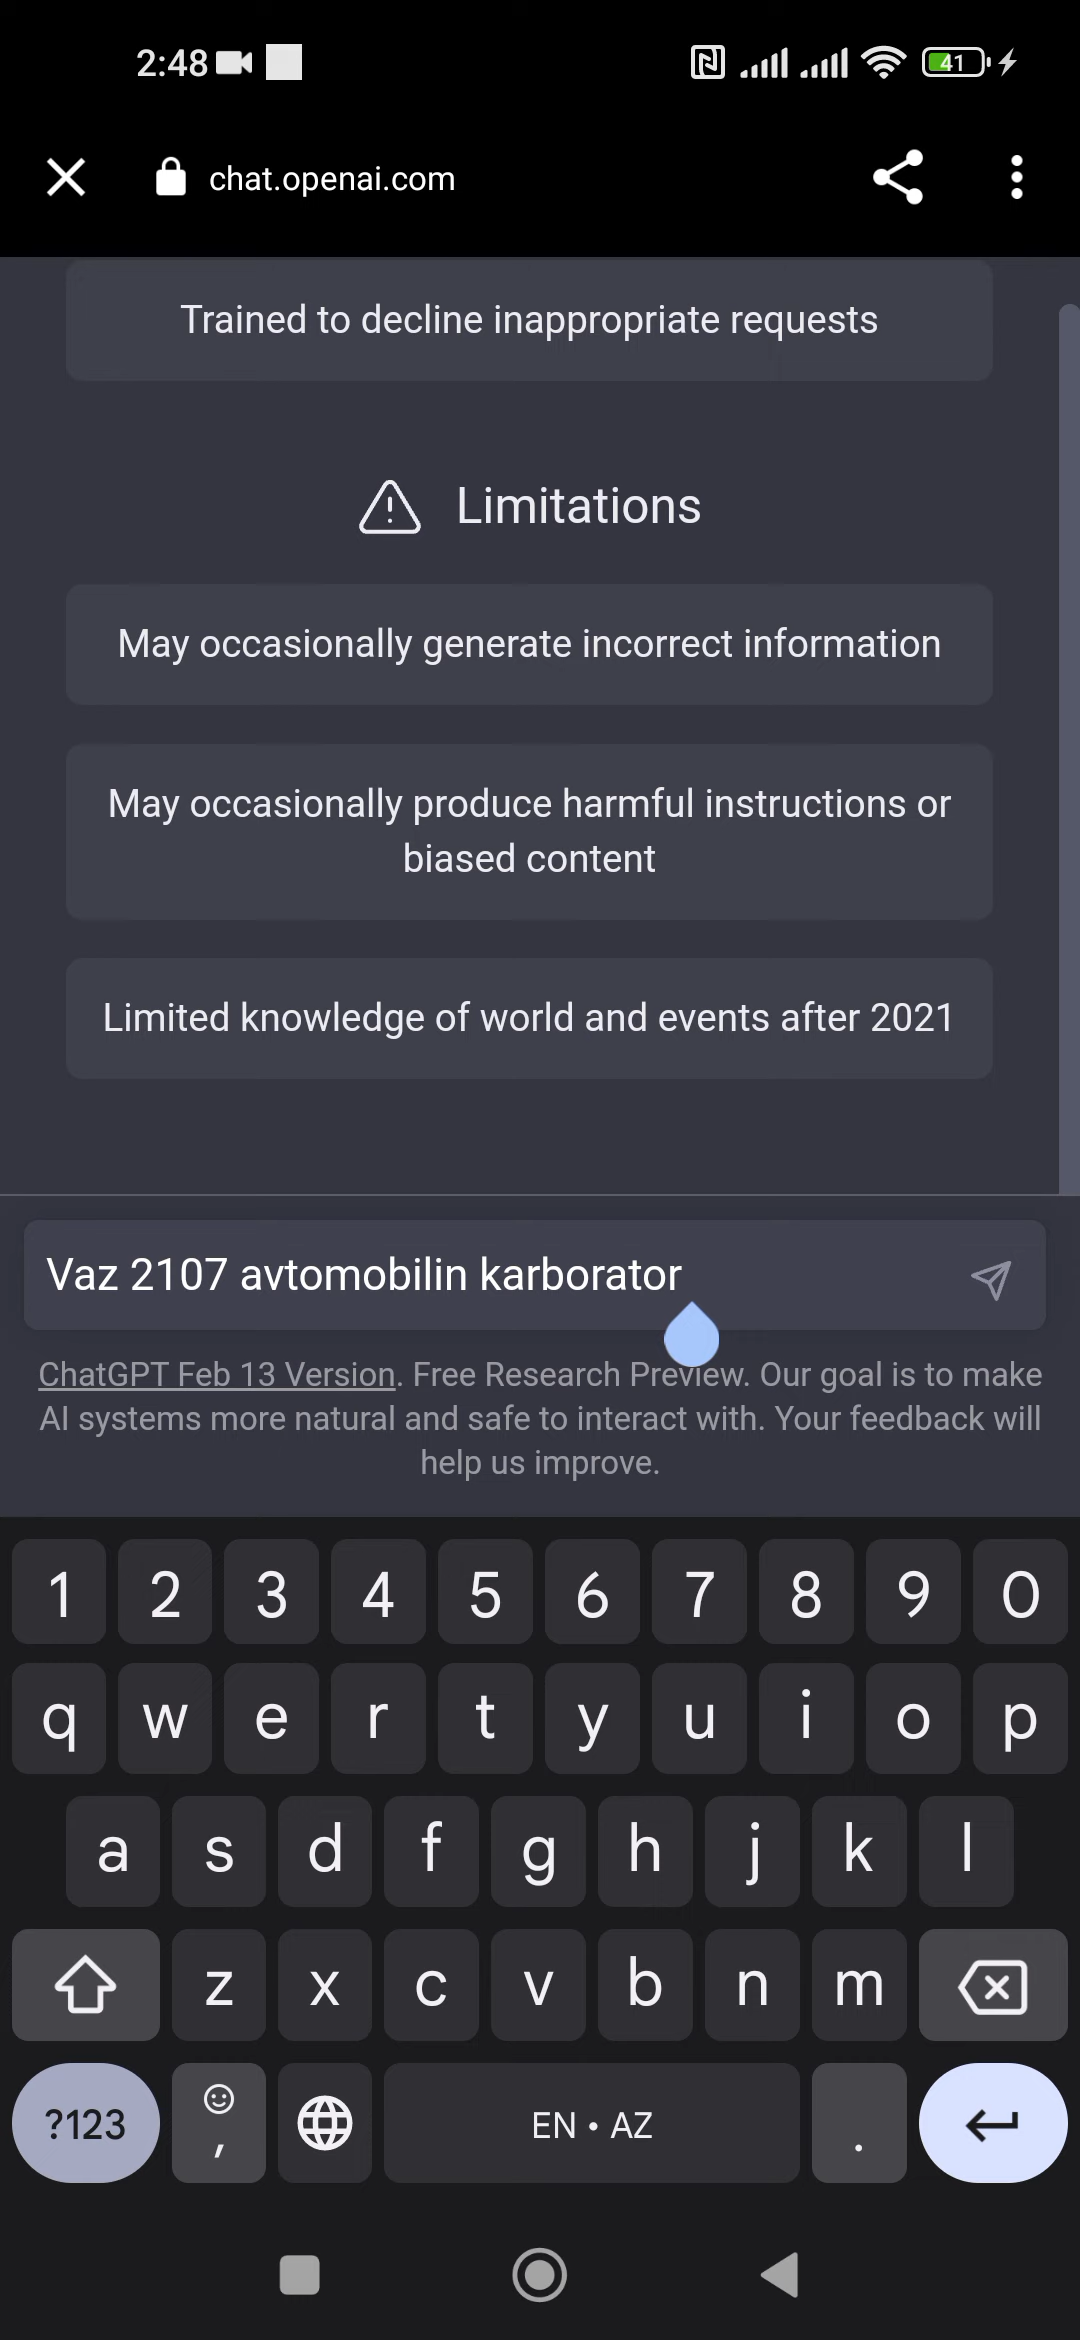 2:48
41
chat.openai.com
Trained to decline inappropriate requests
Limitations
May occasionally generate incorrect information
May occasionally produce harmful instructions or
biased content
Limited knowledge of world and events after 2021
Vaz 2107 avtomobilin karborator
ChatGPT Feb 13 Version. Free Research Preview. Our goal is to make
AI systems more natural and safe to interact with. Your feedback will
help us improve.
1 2 3 4 5 6 7 8 9 0
q w e r t y u i o p
a s d f g h j k l
z x c v b n m
?123 , EN • AZ .